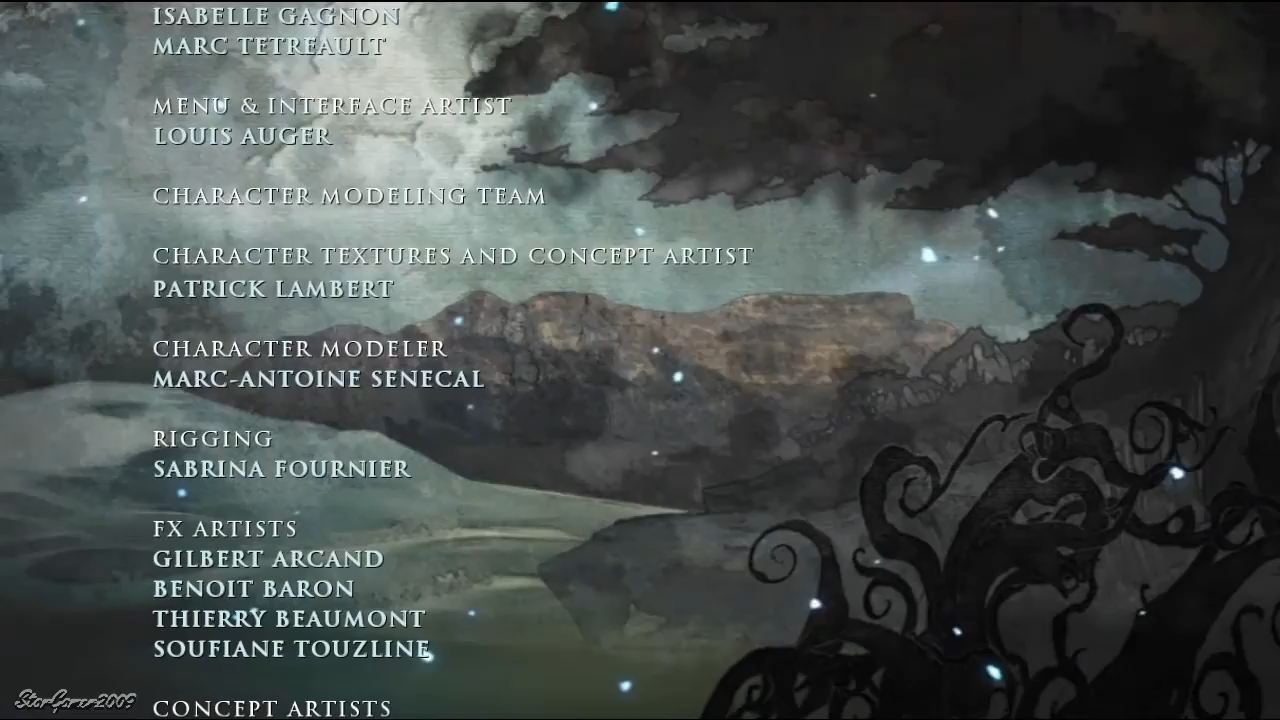 ISABELLE GAGNON
MARC TETREAULT
MENU & INTERFACE ARTIST
LOUIS AUGER
CHARACTER MODELING TEAM
CHARACTER TEXTURES AND CONCEPT ARTIST
PATRICK LAMBERT
CHARACTER MODELER
MARC-ANTOINE SENECAL
RIGGING
SABRINA FOURNIER
FX ARTISTS
GILBERT ARCAND
BENOIT BARON
THIERRY BEAUMONT
SOUFIANE TOUZLINE
CONCEPT ARTISTS
StarGamer2009